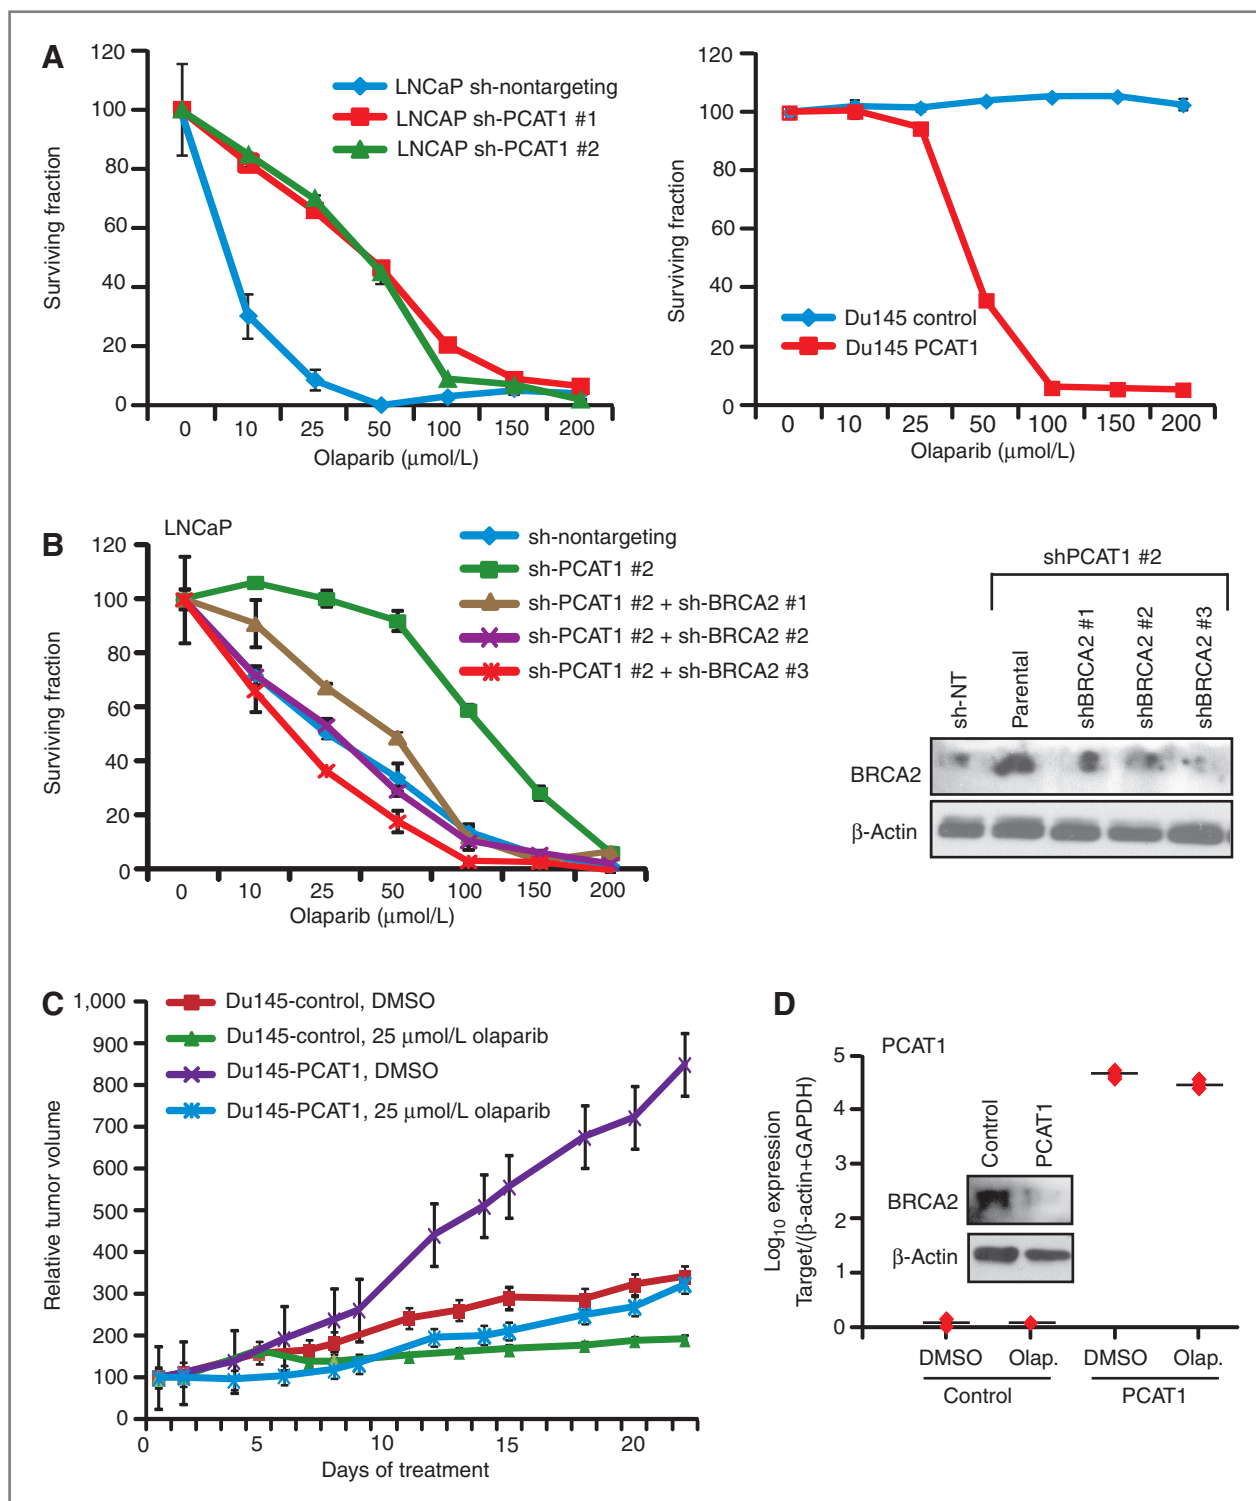 A
120
100
80
60
40
20
0
Surviving fraction
LNCaP sh-nontargeting
LNCAP sh-PCAT1 #1
LNCAP sh-PCAT1 #2
0 10 25 50 100 150 200
Olaparib (μmol/L)
120
100
80
60
40
20
0
Surviving fraction
Du145 control
Du145 PCAT1
0 10 25 50 100 150 200
Olaparib (μmol/L)
B
LNCaP
120
100
80
60
40
20
0
Surviving fraction
sh-nontargeting
sh-PCAT1 #2
sh-PCAT1 #2 + sh-BRCA2 #1
sh-PCAT1 #2 + sh-BRCA2 #2
sh-PCAT1 #2 + sh-BRCA2 #3
0 10 25 50 100 150 200
Olaparib (μmol/L)
shPCAT1 #2
sh-NT
Parental
shBRCA2 #1
shBRCA2 #2
shBRCA2 #3
BRCA2
β-Actin
C
1,000
900
800
700
600
500
400
300
200
100
0
Relative tumor volume
Du145-control, DMSO
Du145-control, 25 μmol/L olaparib
Du145-PCAT1, DMSO
Du145-PCAT1, 25 μmol/L olaparib
0 5 10 15 20
Days of treatment
D
PCAT1
5
4
3
2
1
0
Log10 expression
Target/(β-actin+GAPDH)
Control
PCAT1
BRCA2
β-Actin
DMSO Olap. DMSO Olap.
Control PCAT1